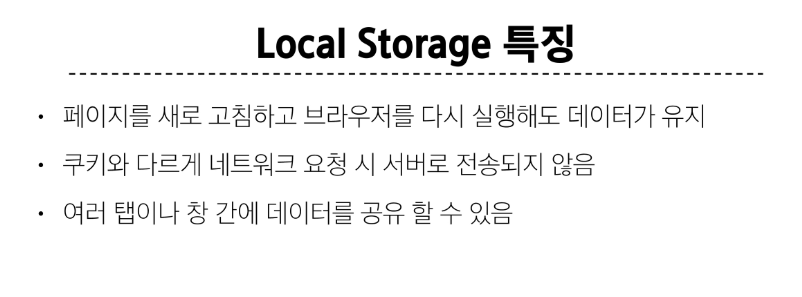 Local Storage 특징
• 페이지를 새로 고침하고 브라우저를 다시 실행해도 데이터가 유지
• 쿠키와 다르게 네트워크 요청 시 서버로 전송되지 않음
• 여러 탭이나 창 간에 데이터를 공유 할 수 있음